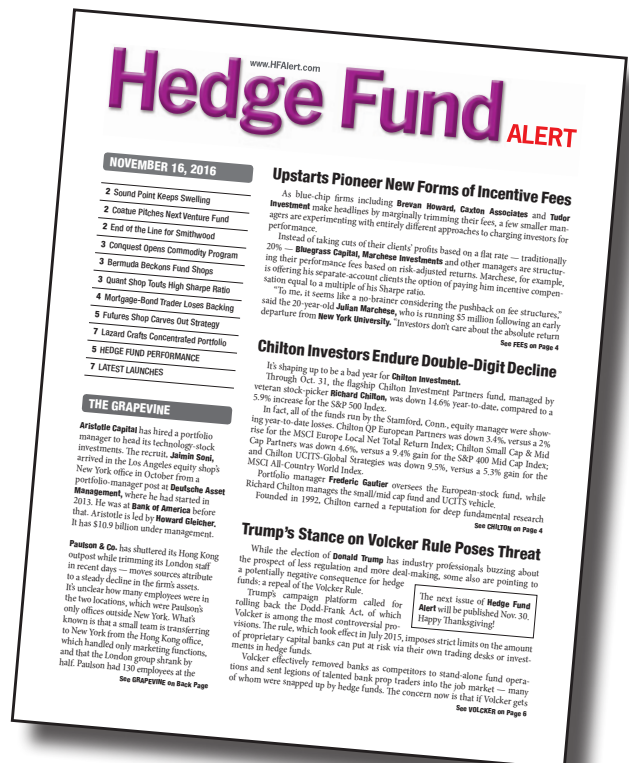 www.HFAlert.com
Hedge Fund ALERT
NOVEMBER 16, 2016
2 Sound Point Keeps Swelling
2 Coatue Pitches Next Venture Fund
2 End of the Line for Smithwood
3 Conquest Opens Commodity Program
3 Bermuda Beckons Fund Shops
3 Quant Shop Touts High Sharpe Ratio
4 Mortgage-Bond Trader Loses Backing
5 Futures Shop Carves Out Strategy
7 Lazard Crafts Concentrated Portfolio
5 HEDGE FUND PERFORMANCE
7 LATEST LAUNCHES
THE GRAPEVINE
Aristotle Capital has hired a portfolio
manager to head its technology-stock
investments. The recruit, Jaimin Soni,
arrived in the Los Angeles equity shop's
New York office in October from a
portfolio-manager post at Deutsche Asset
Management, where he had started in
2013. He was at Bank of America before
that. Aristotle is led by Howard Gleicher.
It has $10.9 billion under management.
Paulson & Co. has shuttered its Hong Kong
outpost while trimming its London staff
in recent days — moves sources attribute
to a steady decline in the firm's assets.
It's unclear how many employees were in
the two locations, which were Paulson's
only offices outside New York. What's
known is that a small team is transferring
to New York from the Hong Kong office,
which handled only marketing functions,
and that the London group shrank by
half. Paulson had 130 employees at the
See GRAPEVINE on Back Page
Upstarts Pioneer New Forms of Incentive Fees
As blue-chip firms including Brevan Howard, Caxton Associates and Tudor
Investment make headlines by marginally trimming their fees, a few smaller man-
agers are experimenting with entirely different approaches to charging investors for
performance.
Instead of taking cuts of their clients' profits based on a flat rate — traditionally
20% — Bluegrass Capital, Marchese Investments and other managers are structur-
ing their performance fees based on risk-adjusted returns. Marchese, for example,
is offering his separate-account clients the option of paying him incentive compen-
sation equal to a multiple of his Sharpe ratio.
"To me, it seems like a no-brainer considering the pushback on fee structures,"
said the 20-year-old Julian Marchese, who is running $5 million following an early
departure from New York University. "Investors don't care about the absolute return
See FEES on Page 4
Chilton Investors Endure Double-Digit Decline
It's shaping up to be a bad year for Chilton Investment.
Through Oct. 31, the flagship Chilton Investment Partners fund, managed by
veteran stock-picker Richard Chilton, was down 14.6% year-to-date, compared to a
5.9% increase for the S&P 500 Index.
In fact, all of the funds run by the Stamford, Conn., equity manager were show-
ing year-to-date losses. Chilton QP European Partners was down 3.4%, versus a 2%
rise for the MSCI Europe Local Net Total Return Index; Chilton Small Cap & Mid
Cap Partners was down 4.6%, versus a 9.4% gain for the S&P 400 Mid Cap Index;
and Chilton UCITS-Global Strategies was down 9.5%, versus a 5.3% gain for the
MSCI All-Country World Index.
Portfolio manager Frederic Gautier oversees the European-stock fund, while
Richard Chilton manages the small/mid cap fund and UCITS vehicle.
Founded in 1992, Chilton earned a reputation for deep fundamental research
See CHILTON on Page 4
Trump's Stance on Volcker Rule Poses Threat
While the election of Donald Trump has industry professionals buzzing about
the prospect of less regulation and more deal-making, some also are pointing to
a potentially negative consequence for hedge
funds: a repeal of the Volcker Rule.
Trump's campaign platform called for
rolling back the Dodd-Frank Act, of which
Volcker is among the most controversial pro-
visions. The rule, which took effect in July 2015, imposes strict limits on the amount
of proprietary capital banks can put at risk via their own trading desks or invest-
ments in hedge funds.
Volcker effectively removed banks as competitors to stand-alone fund opera-
tions and sent legions of talented bank prop traders into the job market — many
of whom were snapped up by hedge funds. The concern now is that if Volcker gets
See VOLCKER on Page 6
The next issue of Hedge Fund
Alert will be published Nov. 30.
Happy Thanksgiving!